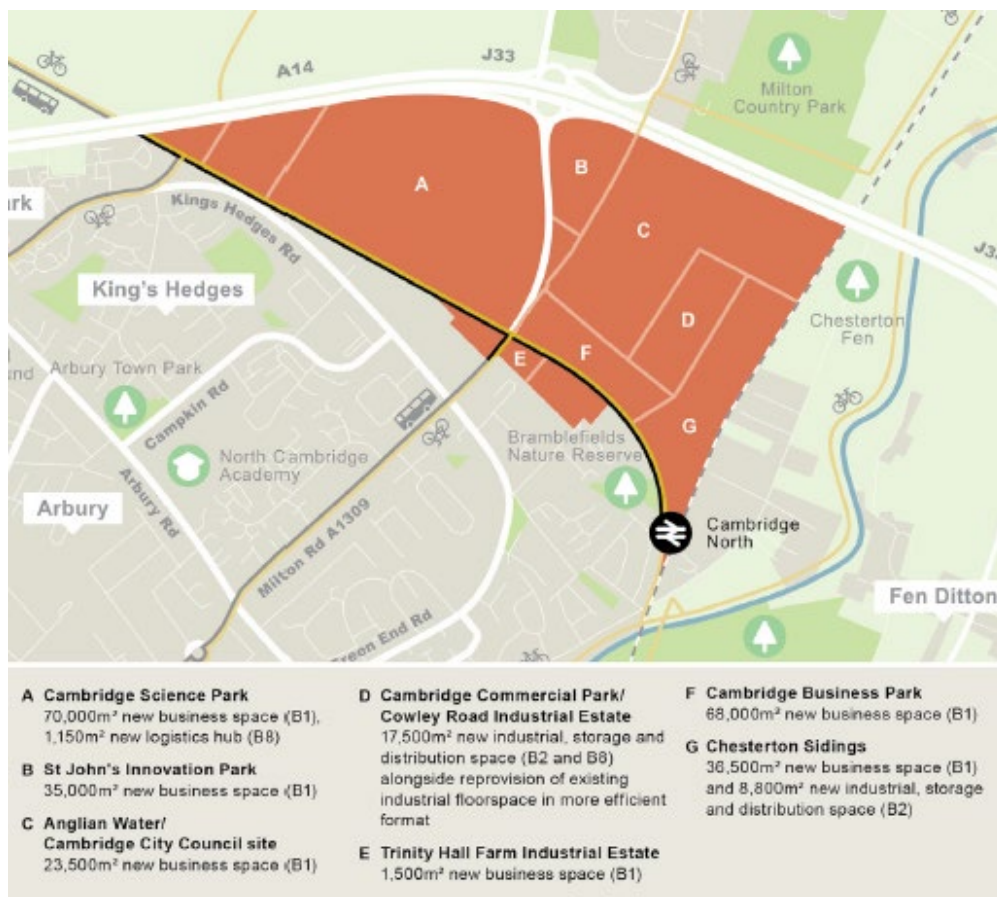 J33
A14
Milton
Country Park
B
A
C
Kings Hedges Rd
rk
J3
King's Hedges
D
Chesterton
Fen
Arbury Town Park
F
E
Campkin Rd
G
Bramblefields
Nature Reserve
North Cambridge
Academy
Arbury
Arbury Rd
Cambridge
North
Milton Rd A1309
Fen Ditton
Green End Rd
A Cambridge Science Park
70,000m² new business space (B1),
1,150m² new logistics hub (B8)
B St John's Innovation Park
35,000m² new business space (B1)
C Anglian Water/
Cambridge City Council site
23,500m² new business space (B1)
D Cambridge Commercial Park/
Cowley Road Industrial Estate
17,500m² new industrial, storage and
distribution space (B2 and B8)
alongside reprovision of existing
industrial floorspace in more efficient
format
E Trinity Hall Farm Industrial Estate
1,500m² new business space (B1)
F Cambridge Business Park
68,000m² new business space (B1)
G Chesterton Sidings
36,500m² new business space (B1)
and 8,800m² new industrial, storage
and distribution space (B2)